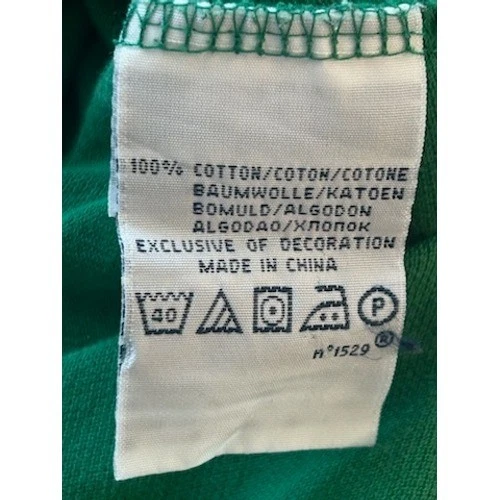 100% COTTON/COTON/COTONE
BAUMWOLLE/KATOEN
BOMULD/ALGODON
ALGODAO/ХЛОПОК
EXCLUSIVE OF DECORATION
MADE IN CHINA
40 P
®
N°1529